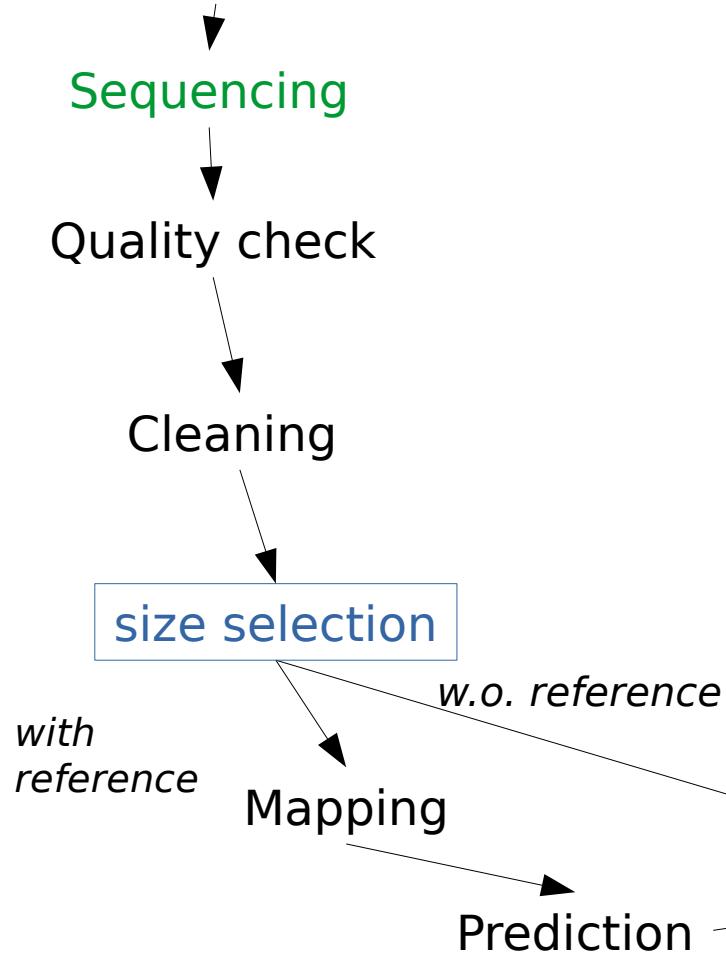 Sequencing
Quality check
Cleaning
size selection
w.o. reference
with
reference
Mapping
Prediction